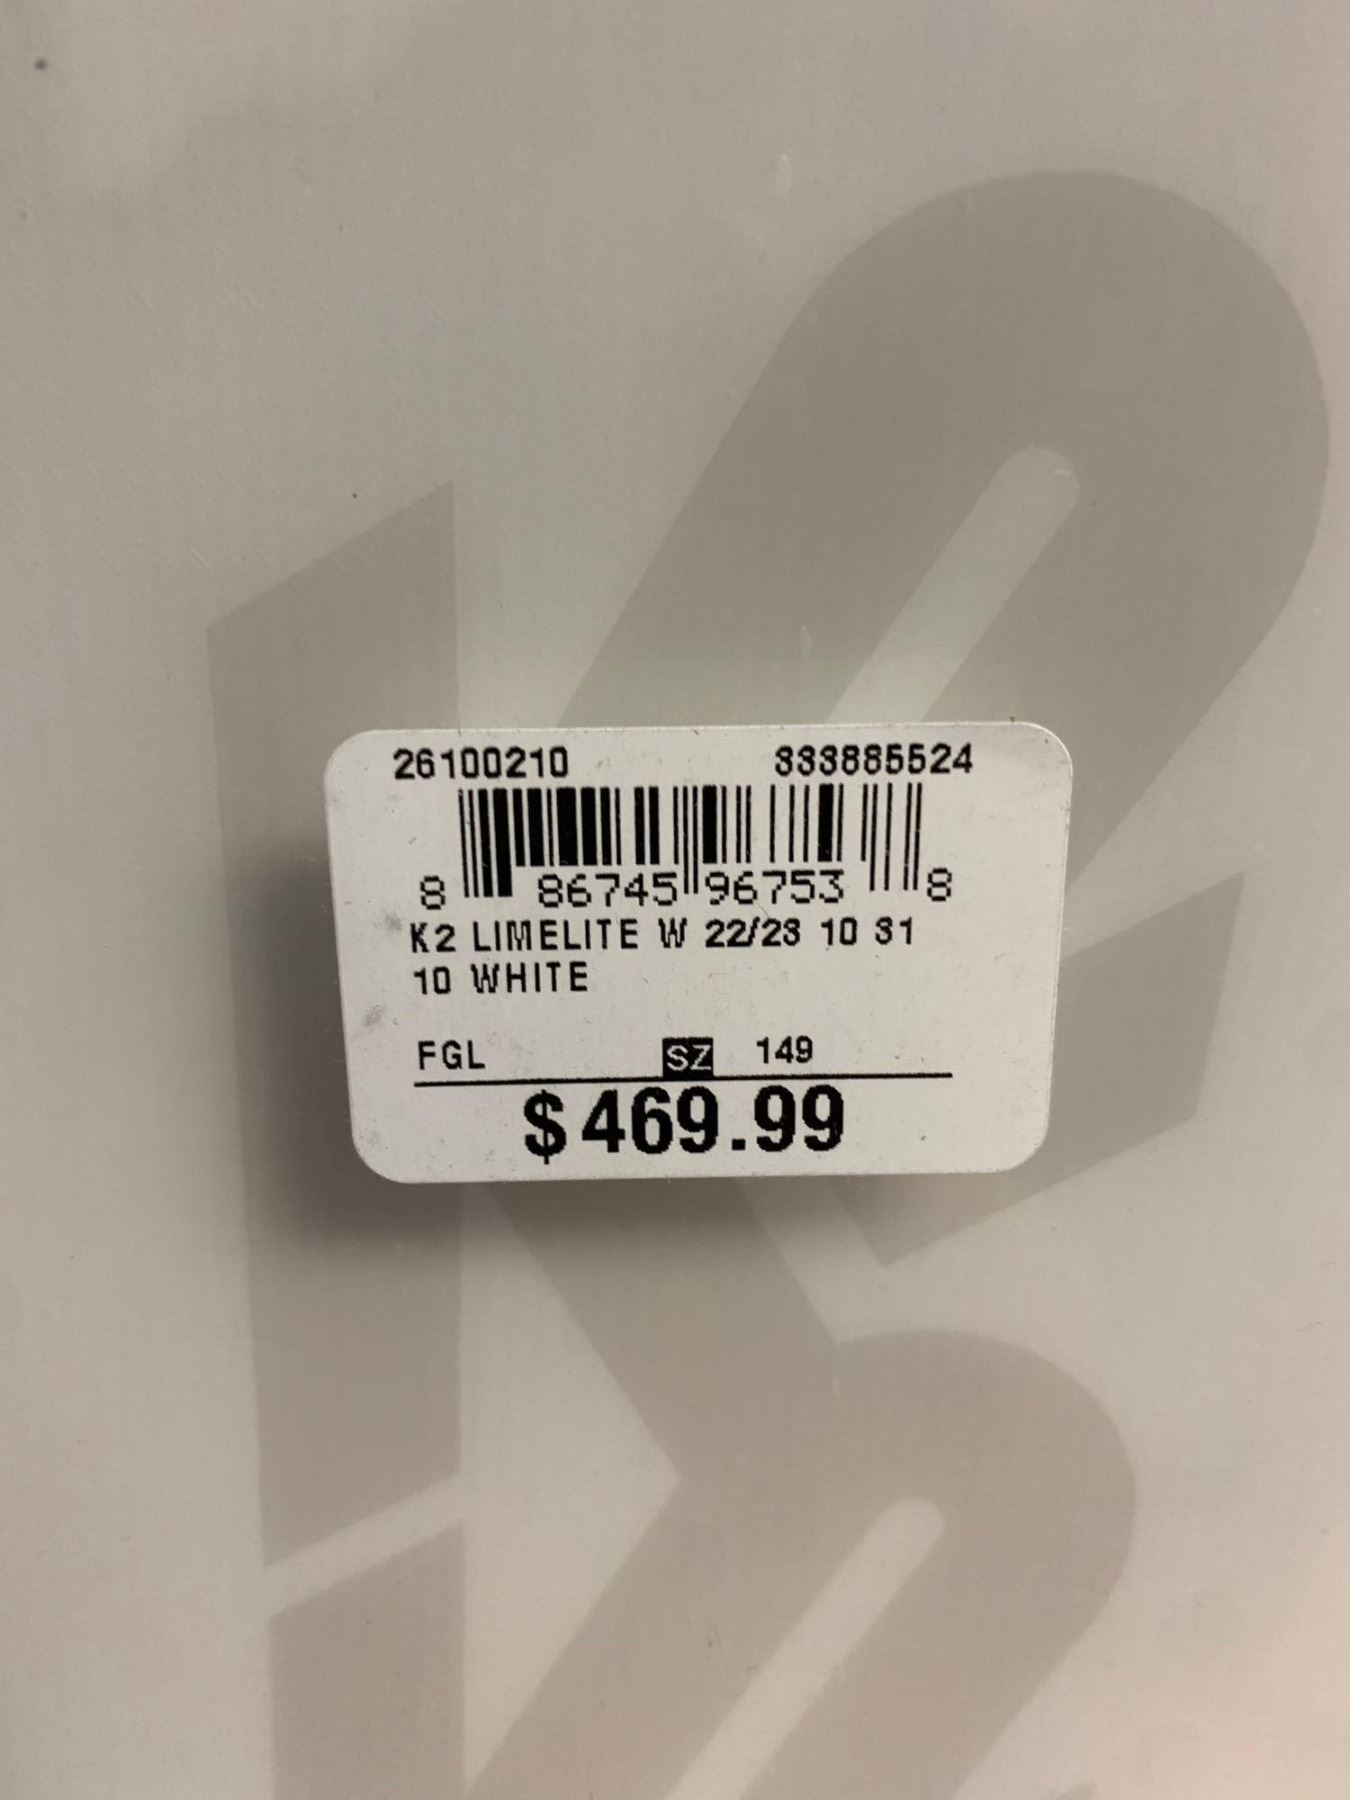 26100210 333885524
8 86745 96753 8
K2 LIMELITE W 22/23 10 31
10 WHITE
FGL SZ 149
$469.99